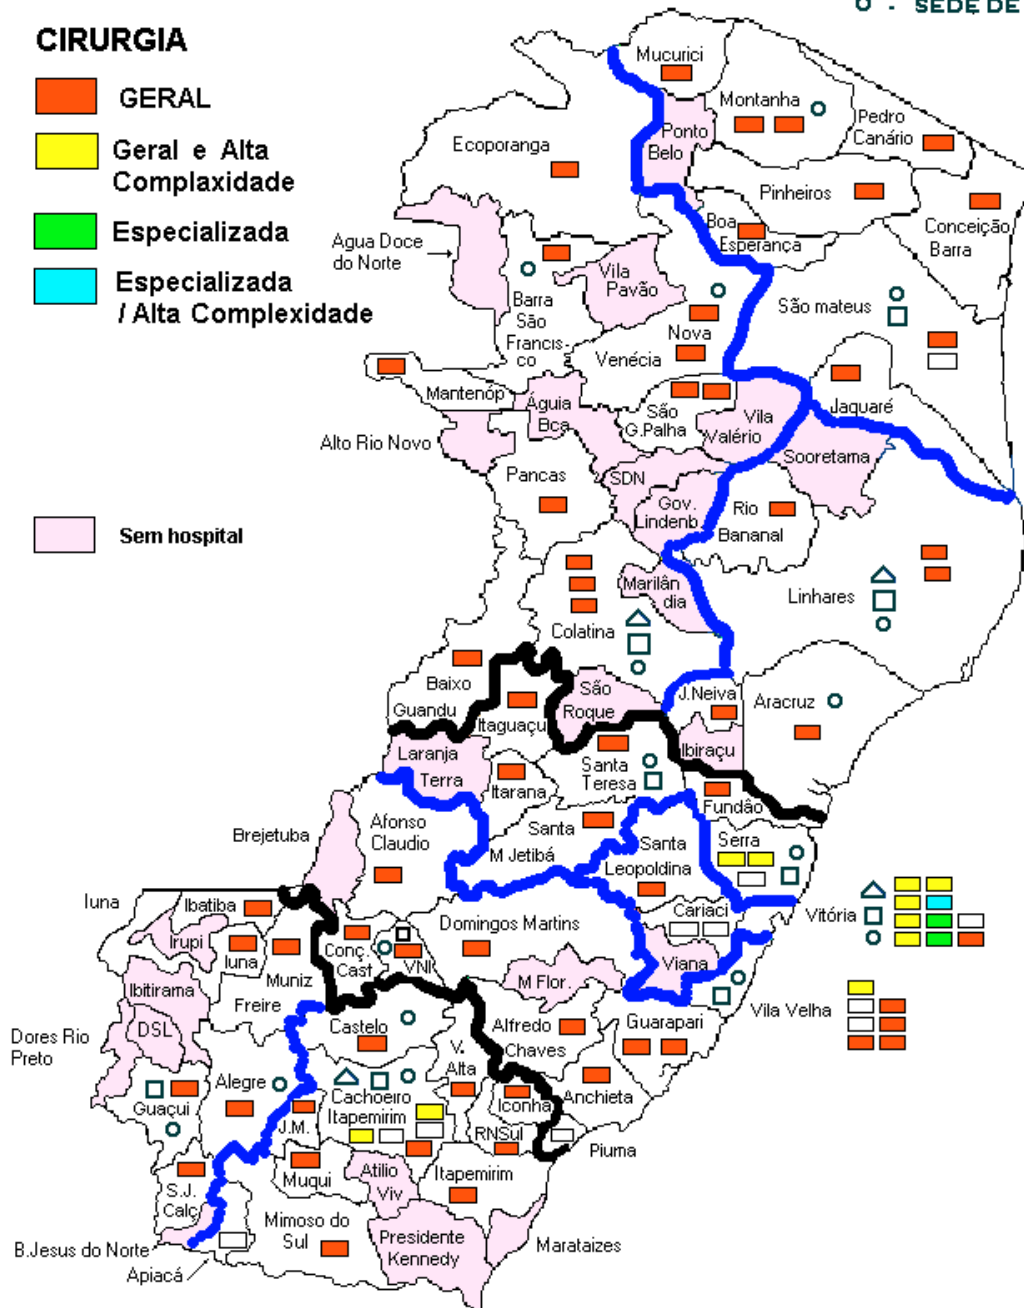 O - SEDE DE
CIRURGIA
GERAL
Geral e Alta
Complaxidade
Especializada
Especializada
/ Alta Complexidade
Sem hospital
Mucurici
Montanha
Pedro
Canário
Ponto
Belo
Ecoporanga
Pinheiros
Conceição
Barra
Boa
Esperança
Agua Doce
do Norte
Vila
Pavão
Barra
São
Francis-
co
São mateus
Nova
Venécia
Mantenóp
Águia
Bca
São
G.Palha
Vila
Valério
Jaquaré
Alto Rio Novo
Sooretama
Pancas
SDN
Gov.
Lindenb.
Rio
Bananal
Marilân
dia
Linhares
Colatina
Baixo
Guandu
Itaguaçu
São
Roque
J.Neiva
Aracruz
Ibiraçu
Laranja
Terra
Itarana
Santa
Teresa
Fundâo
Brejetuba
Afonso
Claudio
Santa
M Jetibá
Santa
Leopoldina
Serra
Iuna
Ibatiba
Irupi
Iuna
Muniz
Freire
Conç.
Cast
VNI
Domingos Martins
Cariaci
Viana
Vitória
Ibitirama
DSL
Dores Rio
Preto
M Flor.
Vila Velha
Castelo
Alfredo
Chaves
Guarapari
V.
Alta
Alegre
Guaçui
Cachoeiro
Itapemirim
J.M.
Iconha
Anchieta
RNSul
Piuma
Muqui
Atilio
Viv
Itapemirim
S.J.
Calç
Mimoso do
Sul
Presidente
Kennedy
Marataizes
B.Jesus do Norte
Apiacá